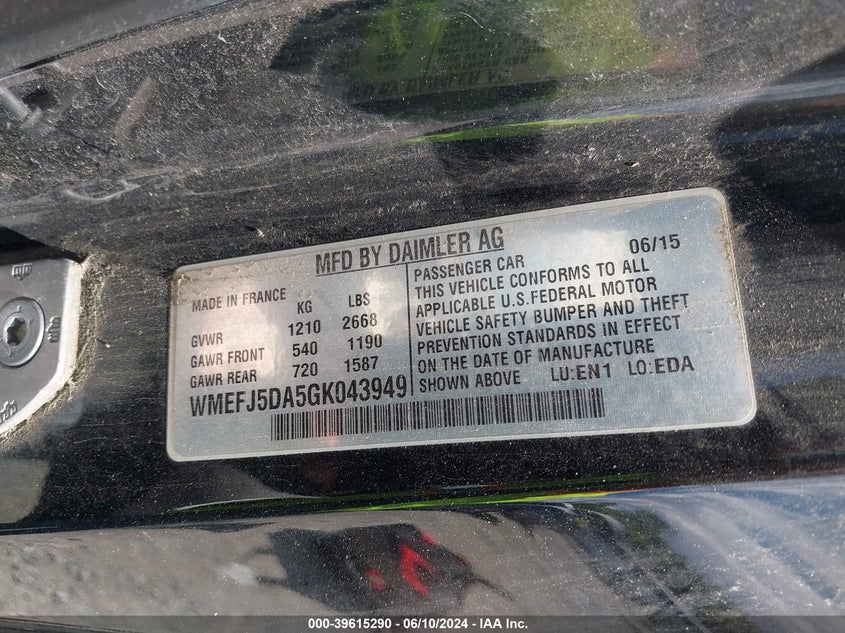 MFD BY DAIMLER AG
MADE IN FRANCE KG LBS
GVWR 1210 2668
GAWR FRONT 540 1190
GAWR REAR 720 1587
PASSENGER CAR 06/15
THIS VEHICLE CONFORMS TO ALL
APPLICABLE U.S.FEDERAL MOTOR
VEHICLE SAFETY BUMPER AND THEFT
PREVENTION STANDARDS IN EFFECT
ON THE DATE OF MANUFACTURE
SHOWN ABOVE LU:EN1 LO:EDA
WMEFJ5DA5GK043949
000-39615290 - 06/10/2024 - IAA Inc.